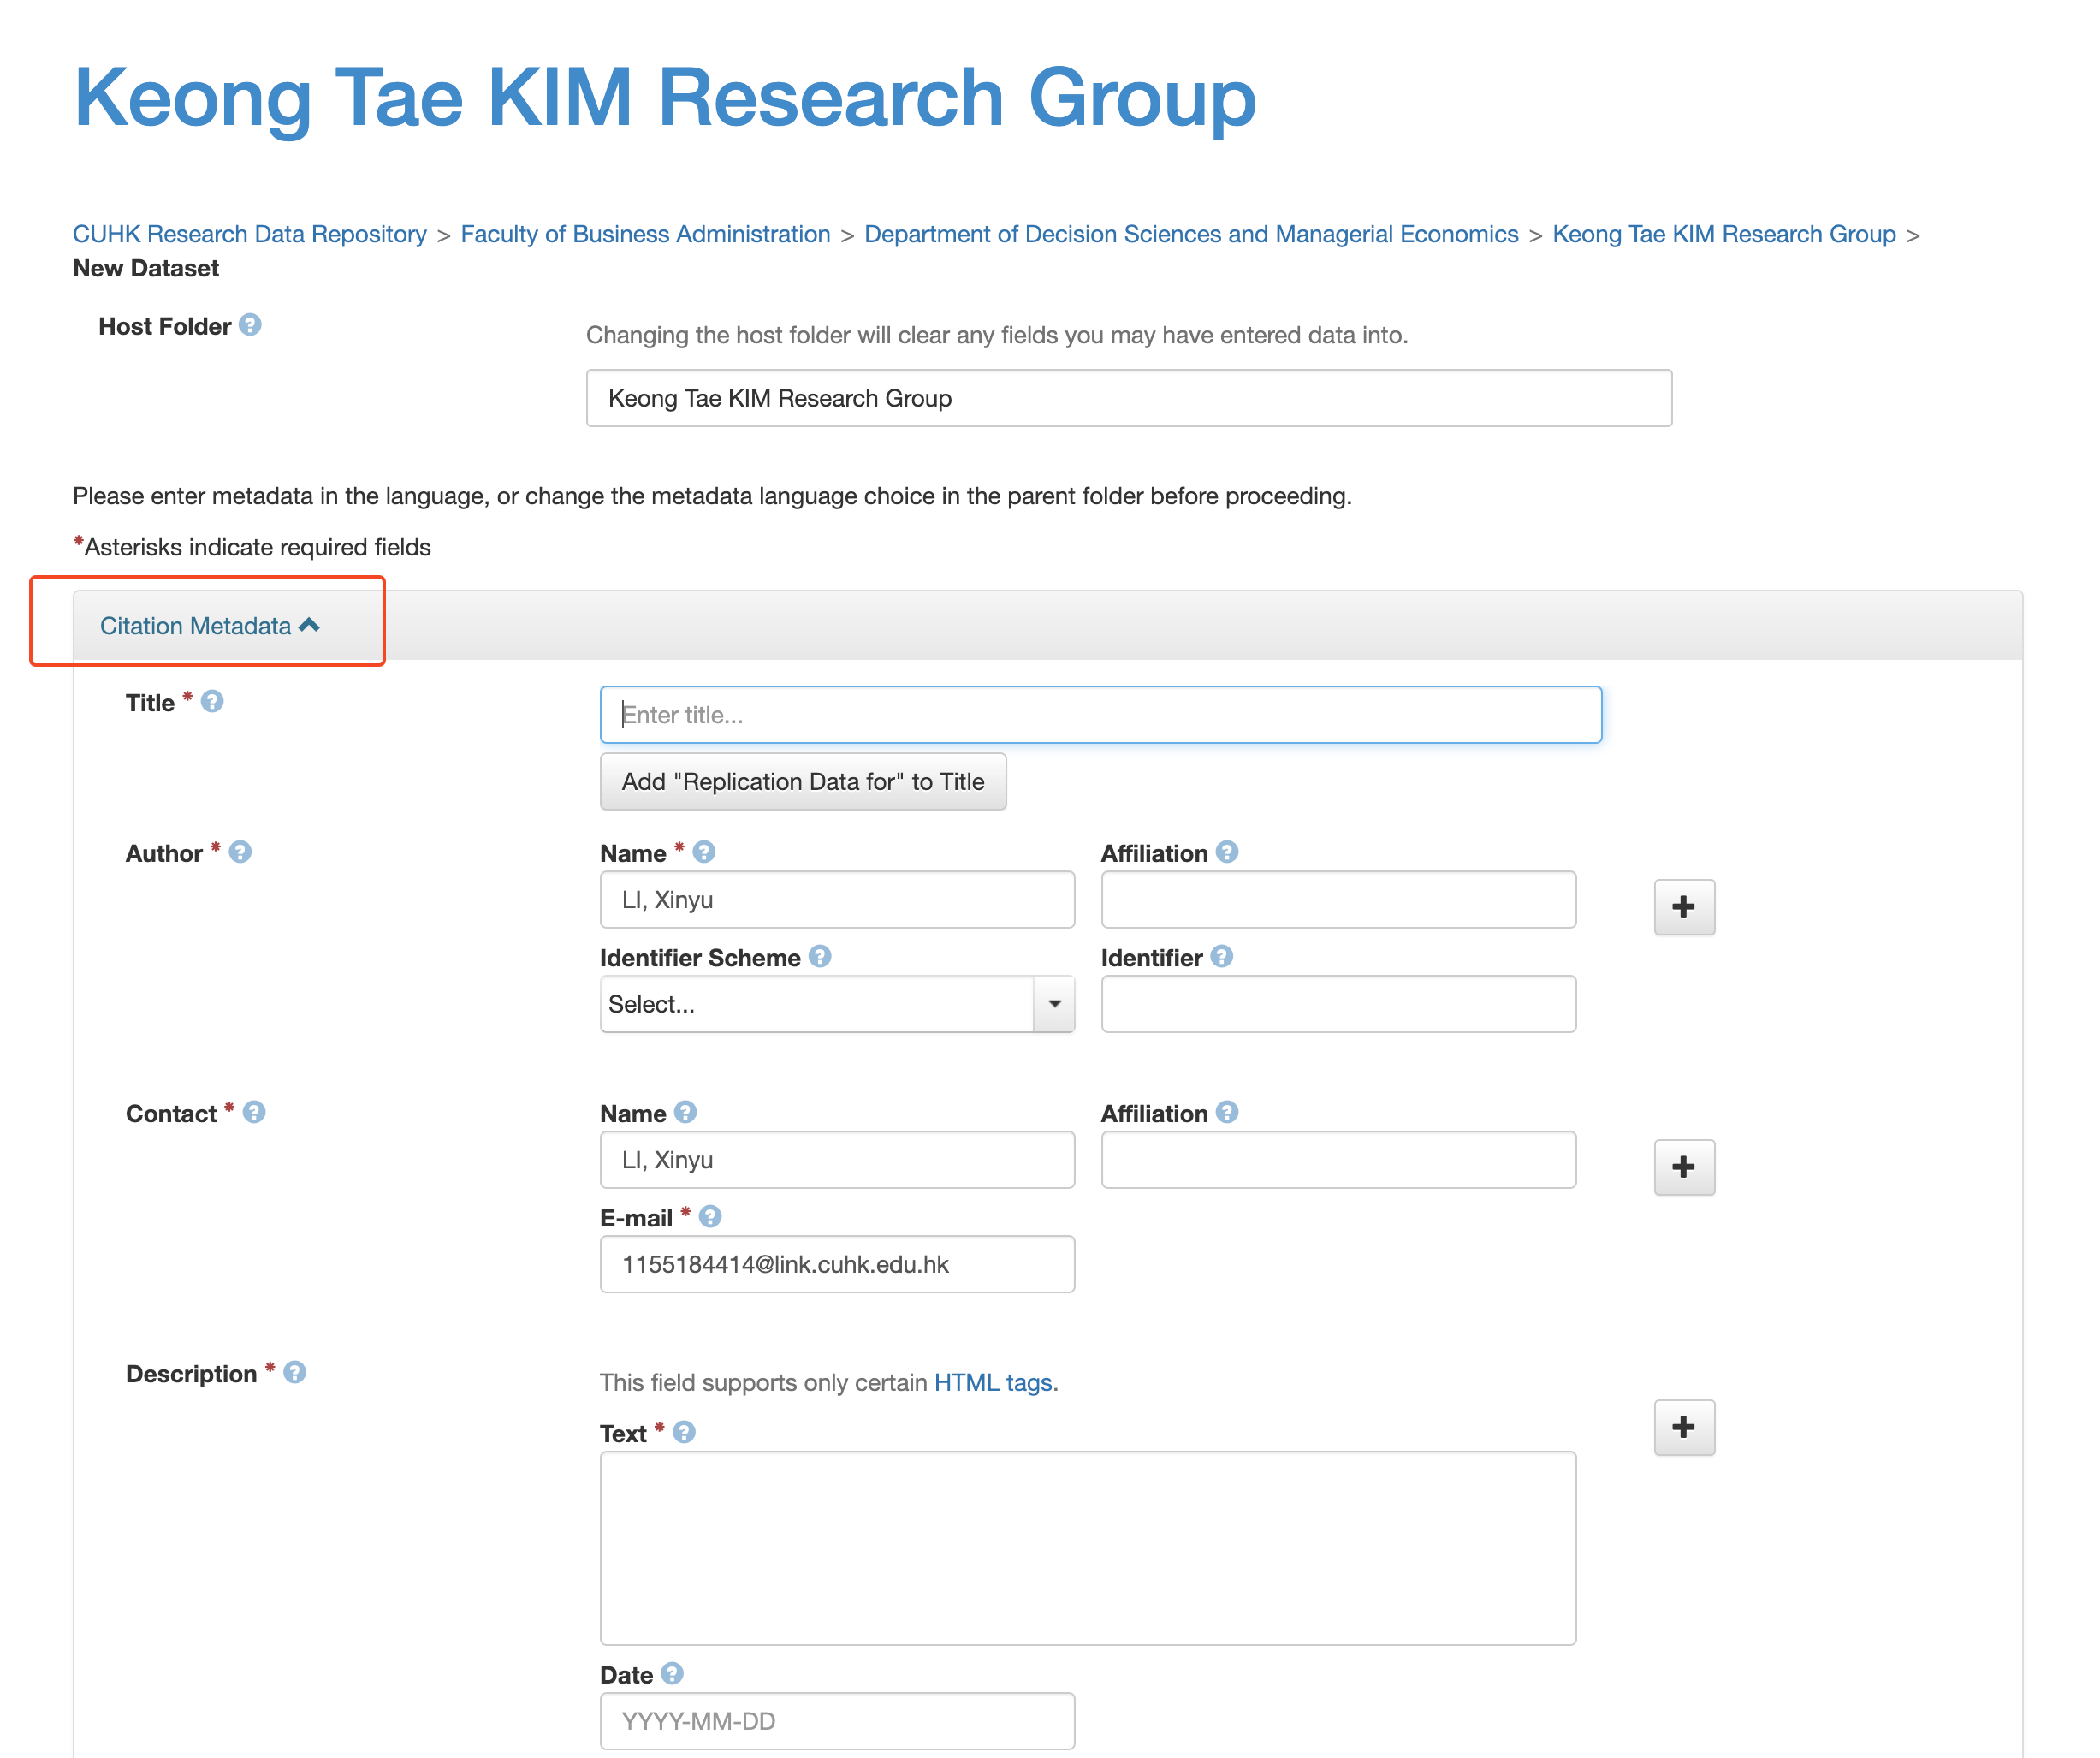 Keong Tae KIM Research Group
CUHK Research Data Repository > Faculty of Business Administration > Department of Decision Sciences and Managerial Economics > Keong Tae KIM Research Group >
New Dataset
Host Folder ?
Changing the host folder will clear any fields you may have entered data into.
Keong Tae KIM Research Group
Please enter metadata in the language, or change the metadata language choice in the parent folder before proceeding.
*Asterisks indicate required fields
Citation Metadata
Title * ?
Enter title...
Add "Replication Data for" to Title
Author * ?
Name * ? Affiliation ?
LI, Xinyu
+
Identifier Scheme ? Identifier ?
Select...
Contact * ?
Name ? Affiliation ?
LI, Xinyu
+
E-mail * ?
1155184414@link.cuhk.edu.hk
Description * ?
This field supports only certain HTML tags.
+
Text * ?
Date ?
YYYY-MM-DD